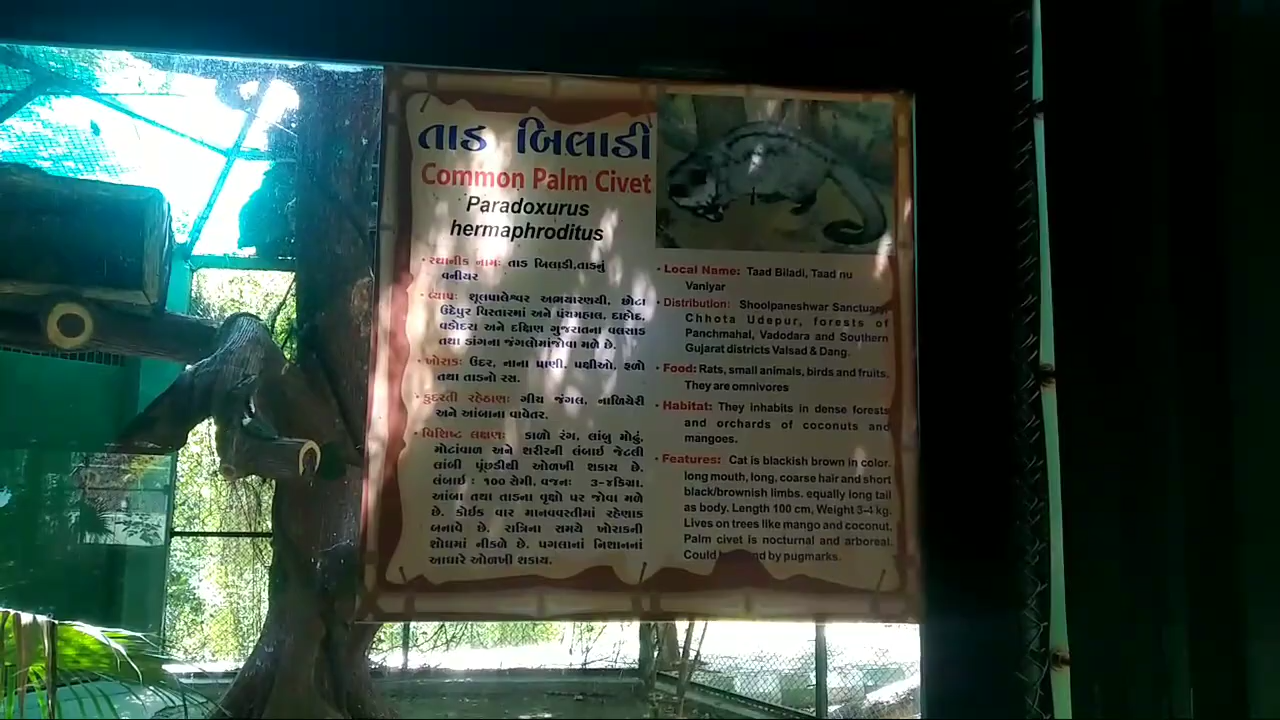 તાડ બિલાડી
Common Palm Civet
Paradoxurus
hermaphroditus
• સ્થાનીક નામઃ તાડ બિલાડી,તાડનું
વનીયર
• વ્યાપઃ શૂલપાલેશ્વર અભયારણયી, છોટા
ઉદેપુર વિસ્તારમાં અને પંચમહાલ, દાહોદ,
વડોદરા અને દક્ષિણ ગુજરાતના વલસાડ
તથા ડાંગના જંગલોમાંજોવા મળે છે.
• ખોરાકઃ ઉંદર, નાના પ્રાણી, પક્ષીઓ, ફળો
તથા તાડનો રસ.
• કુદરતી રહેઠાણઃ ગીચ જંગલ, નાળિયેરી
અને આંબાના વાવેતર.
• વિશિષ્ટ લક્ષણઃ કાળો રંગ, લાંબુ મોઢું,
મોટાંવાળ અને શરીરની લંબાઈ જેટલી
લાંબી પૂંછડીથી ઓળખી શકાય છે.
લંબાઈ : ૧૦૦ સેમી, વજનઃ ૩-૪કિગ્રા.
આંબા તથા તાડના વૃક્ષો પર જોવા મળે
છે. કોઈક વાર માનવવસ્તીમાં રહેણાક
બનાવે છે. રાત્રિના સમયે ખોરાકની
શોધમાં નીકળે છે. પગલાનાં નિશાનનાં
આધારે ઓળખી શકાય.
• Local Name: Taad Biladi, Taad nu
Vaniyar
• Distribution: Shoolpaneshwar Sanctuary,
Chhota Udepur, forests of
Panchmahal, Vadodara and Southern
Gujarat districts Valsad & Dang.
• Food: Rats, small animals, birds and fruits.
They are omnivores
• Habitat: They inhabits in dense forests
and orchards of coconuts and
mangoes.
• Features: Cat is blackish brown in color.
long mouth, long, coarse hair and short
black/brownish limbs. equally long tail
as body. Length 100 cm, Weight 3-4 kg.
Lives on trees like mango and coconut.
Palm civet is nocturnal and arboreal.
Could by pugmarks.